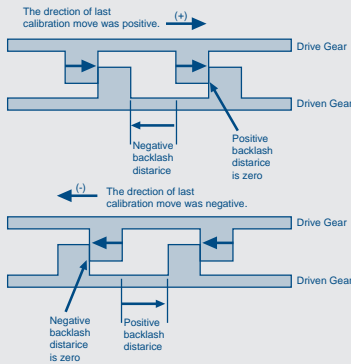 The direction of last
calibration move was positive.
(+)
Drive Gear
Driven Gear
Negative
backlash
distarice
Positive
backlash
distarice
is zero
(-)
The direction of last
calibration move was negative.
Drive Gear
Driven Gear
Negative
backlash
distarice
is zero
Positive
backlash
distarice